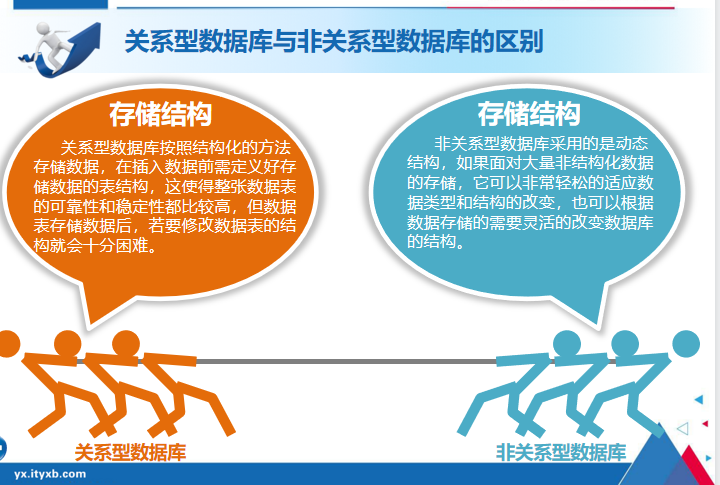 关系型数据库与非关系型数据库的区别
存储结构
关系型数据库按照结构化的方法
存储数据，在插入数据前需定义好存
储数据的表结构，这使得整张数据表
的可靠性和稳定性都比较高，但数据
表存储数据后，若要修改数据表的结
构就会十分困难。
存储结构
非关系型数据库采用的是动态
结构，如果面对大量非结构化数据
的存储，它可以非常轻松的适应数
据类型和结构的改变，也可以根据
数据存储的需要灵活的改变数据库
的结构。
关系型数据库
非关系型数据库
yx.ityxb.com